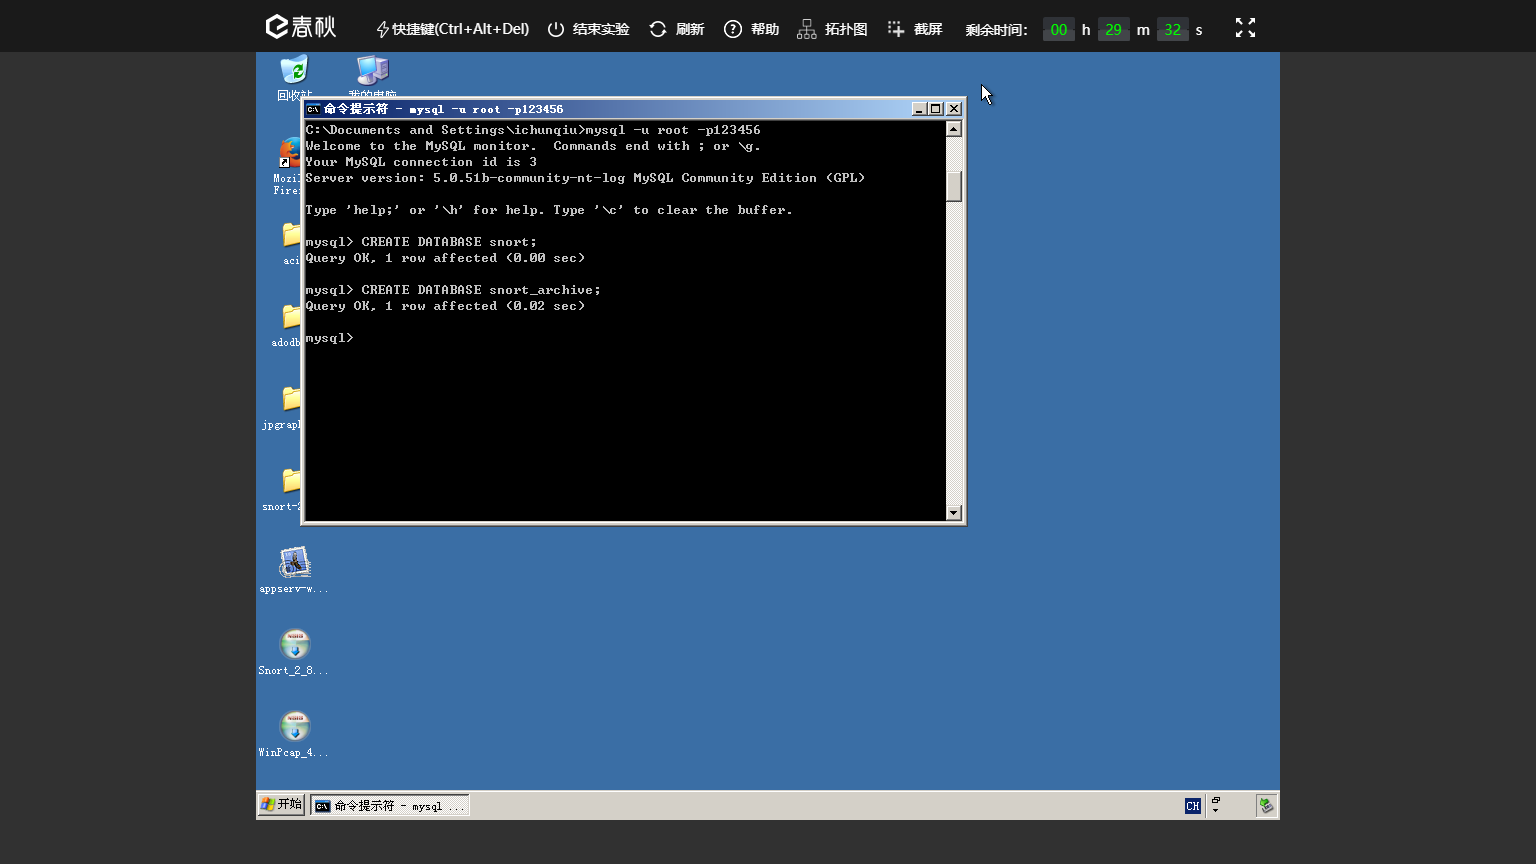 春秋
快捷键(Ctrl+Alt+Del) 结束实验 刷新 帮助 拓扑图 截屏 剩余时间: 00 h 29 m 32 s
回收站
我的电脑
命令提示符 - mysql -u root -p123456
C:\Documents and Settings\ichunqiu>mysql -u root -p123456
Welcome to the MySQL monitor.  Commands end with ; or \g.
Your MySQL connection id is 3
Server version: 5.0.51b-community-nt-log MySQL Community Edition (GPL)
Type 'help;' or '\h' for help. Type '\c' to clear the buffer.
mysql> CREATE DATABASE snort;
Query OK, 1 row affected (0.00 sec)
mysql> CREATE DATABASE snort_archive;
Query OK, 1 row affected (0.02 sec)
mysql>
Mozil
Fire
aci
adodb
jpgrap
snort-2
appserv-w...
Snort_2_8...
WinPcap_4...
开始
命令提示符 - mysql ...
CH